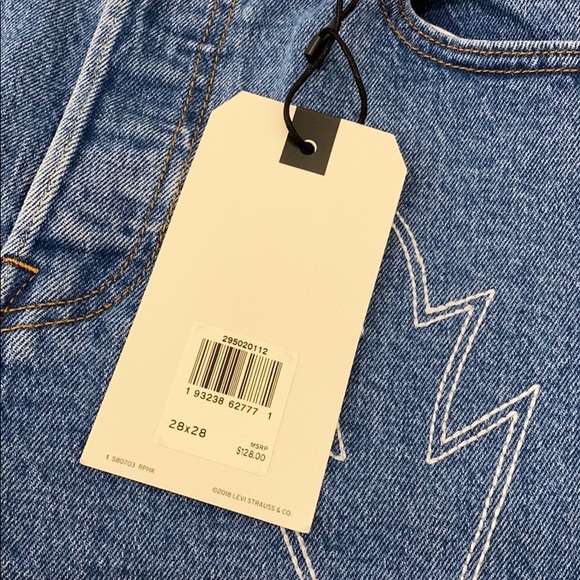 295020112
1 93238 62777 1
28x28
MSRP
$128.00
1 580703 RPHK
©2018 LEVI STRAUSS & CO.